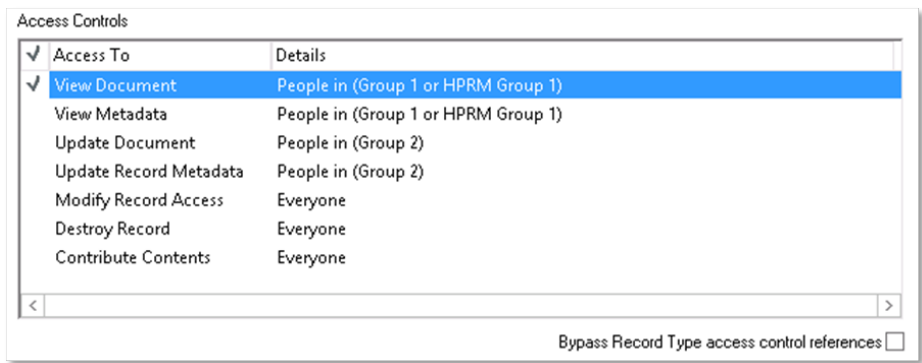 Access Controls
Access To Details
View Document People in (Group 1 or HPRM Group 1)
View Metadata People in (Group 1 or HPRM Group 1)
Update Document People in (Group 2)
Update Record Metadata People in (Group 2)
Modify Record Access Everyone
Destroy Record Everyone
Contribute Contents Everyone
Bypass Record Type access control references